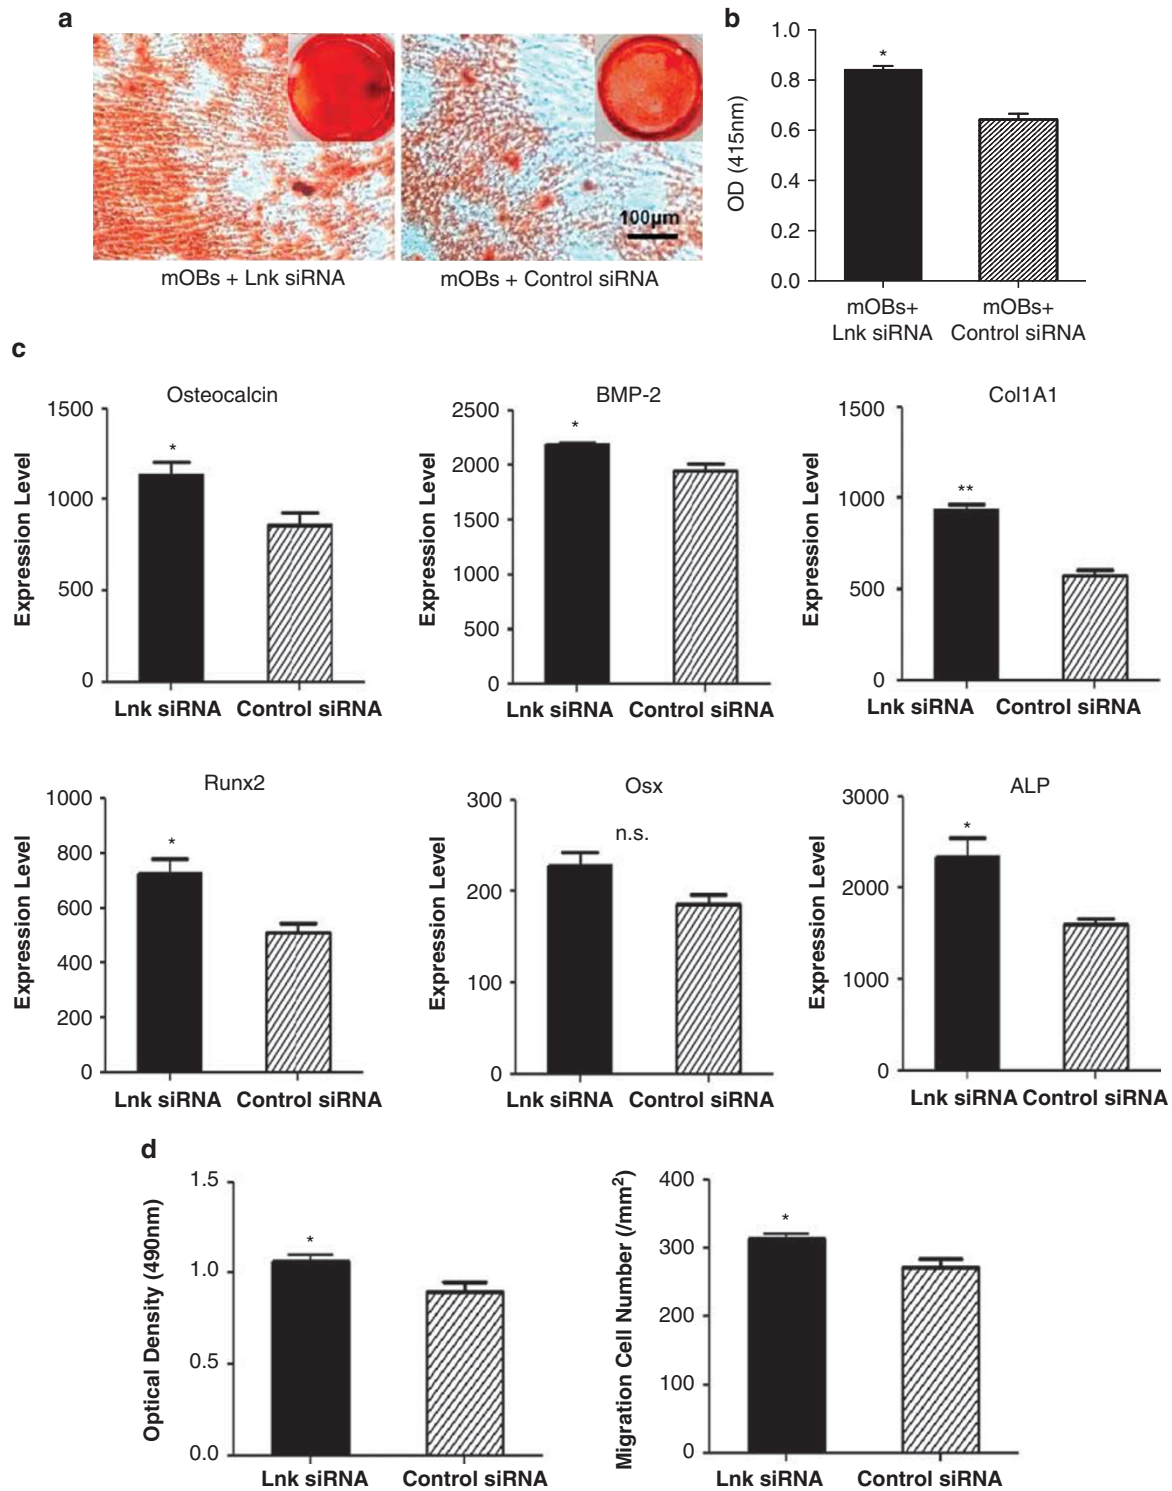 a
100µm
mOBs + Lnk siRNA
mOBs + Control siRNA
b
1.0
0.8
0.6
0.4
0.2
0.0
OD (415nm)
*
mOBs+
Lnk siRNA
mOBs+
Control siRNA
c
Osteocalcin
1500
1000
500
0
Expression Level
*
Lnk siRNA
Control siRNA
BMP-2
2500
2000
1500
1000
500
0
Expression Level
*
Lnk siRNA
Control siRNA
Col1A1
1500
1000
500
0
Expression Level
**
Lnk siRNA
Control siRNA
Runx2
1000
800
600
400
200
0
Expression Level
*
Lnk siRNA
Control siRNA
Osx
300
200
100
0
Expression Level
n.s.
Lnk siRNA
Control siRNA
ALP
3000
2000
1000
0
Expression Level
*
Lnk siRNA
Control siRNA
d
1.5
1.0
0.5
0.0
Optical Density (490nm)
*
Lnk siRNA
Control siRNA
400
300
200
100
0
Migration Cell Number (/mm²)
*
Lnk siRNA
Control siRNA